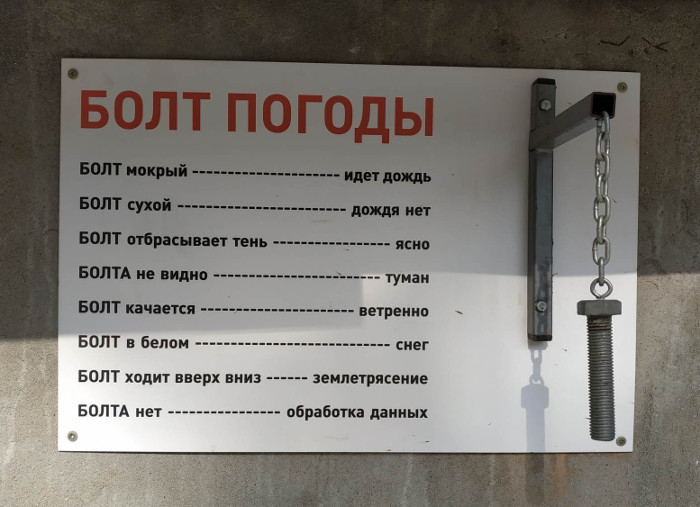 БОЛТ ПОГОДЫ
БОЛТ мокрый --------------------- идет дождь
БОЛТ сухой ------------------------ дождя нет
БОЛТ отбрасывает тень ----------------- ясно
БОЛТА не видно ------------------------ туман
БОЛТ качается ---------------------- ветренно
БОЛТ в белом ---------------------------- снег
БОЛТ ходит вверх вниз ------ землетрясение
БОЛТА нет ---------------- обработка данных